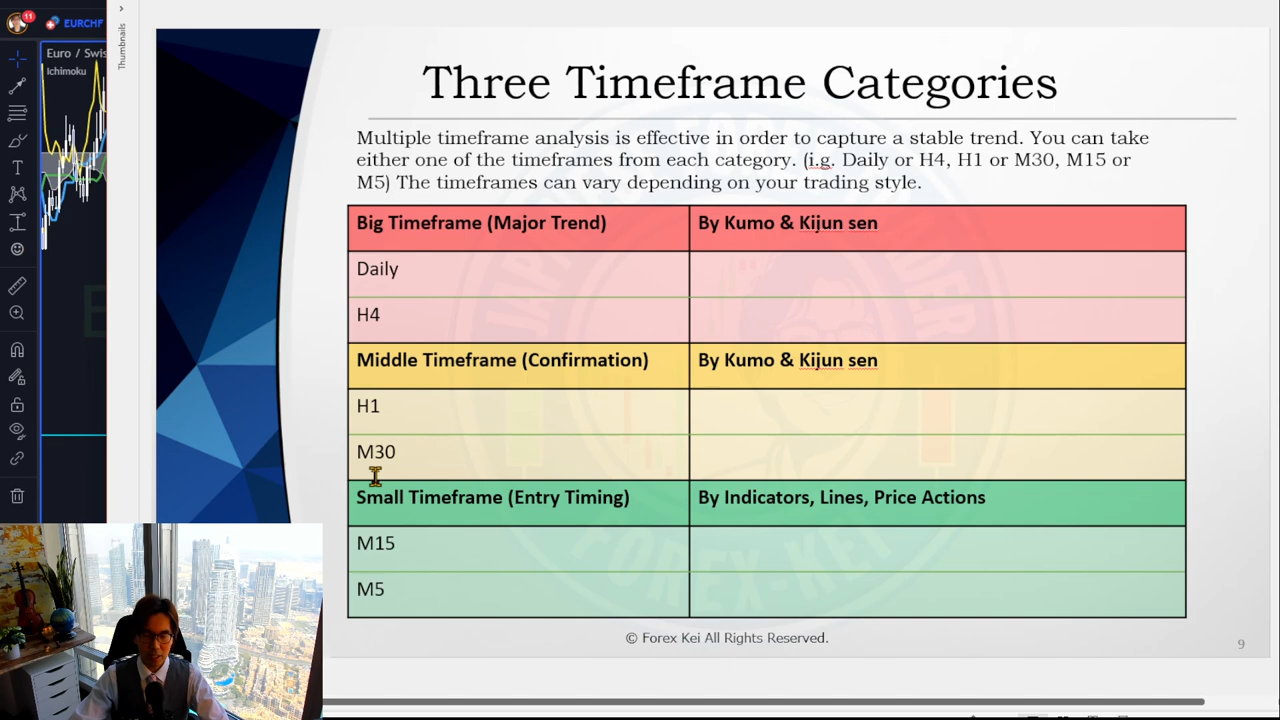 11
EURCHF
Euro / Swis
Ichimoku
Thumbnails
Three Timeframe Categories
Multiple timeframe analysis is effective in order to capture a stable trend. You can take
either one of the timeframes from each category. (i.g. Daily or H4, H1 or M30, M15 or
M5) The timeframes can vary depending on your trading style.
Big Timeframe (Major Trend) By Kumo & Kijun sen
Daily
H4
Middle Timeframe (Confirmation) By Kumo & Kijun sen
H1
M30
Small Timeframe (Entry Timing) By Indicators, Lines, Price Actions
M15
M5
FOREX-KEI
© Forex Kei All Rights Reserved.
9